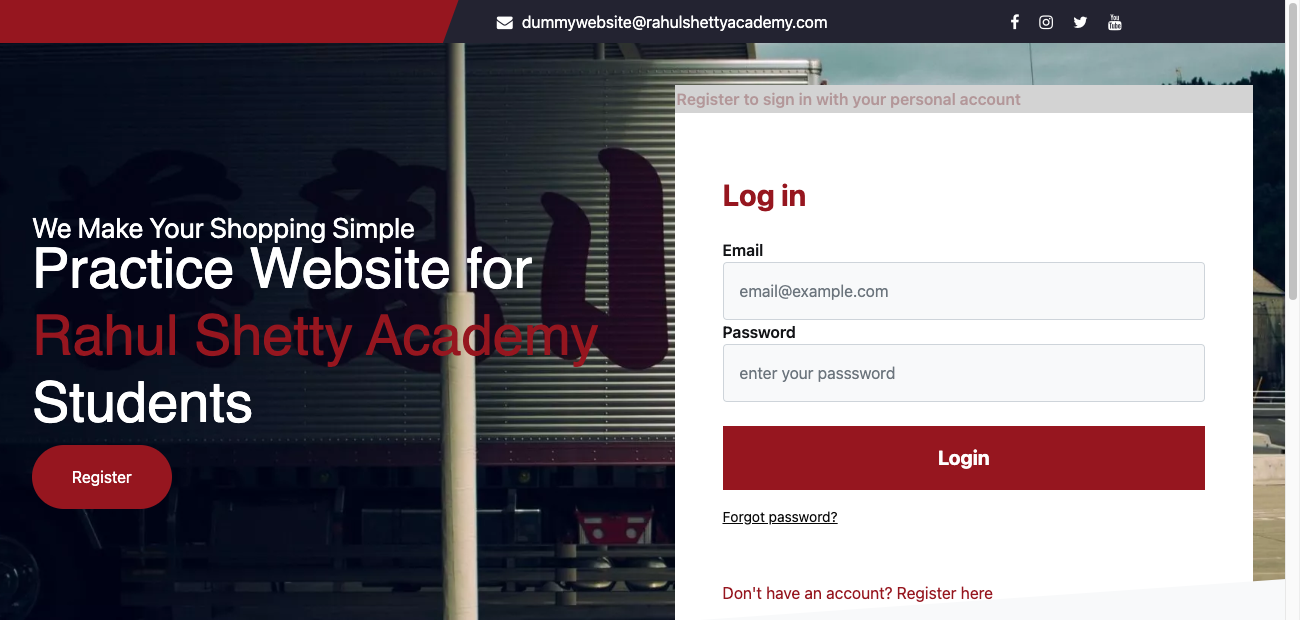 dummywebsite@rahulshettyacademy.com
Register to sign in with your personal account
We Make Your Shopping Simple
Practice Website for
Rahul Shetty Academy
Students
Register
Log in
Email
email@example.com
Password
enter your passsword
Login
Forgot password?
Don't have an account? Register here